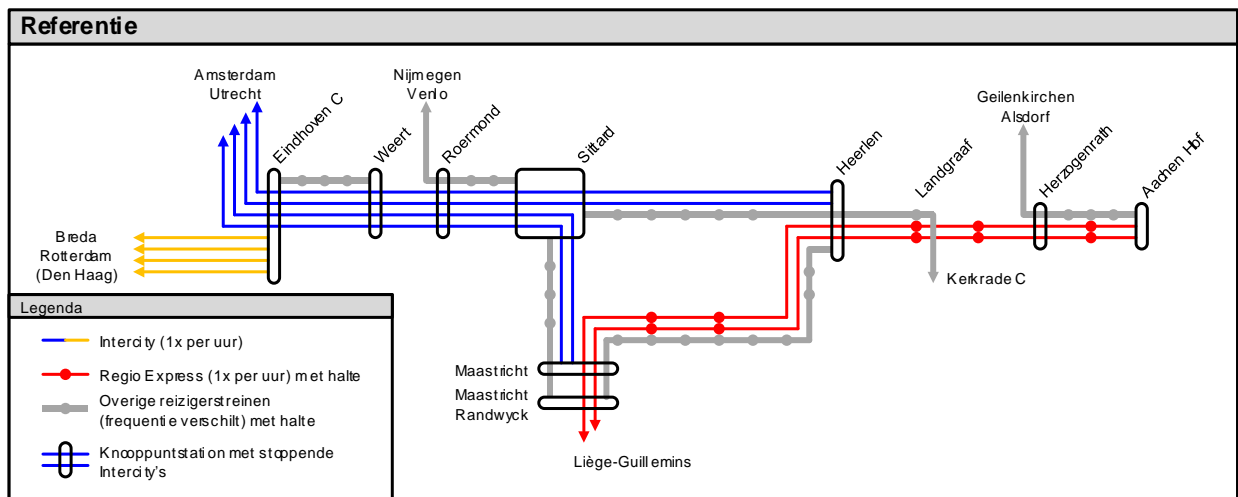 Referentie
Amsterdam
Utrecht
Eindhoven C
Weert
Nijmegen
Venlo
Roermond
Sittard
Heerlen
Landgraaf
Geilenkirchen
Alsdorf
Herzogenrath
Aachen Hbf
Breda
Rotterdam
(Den Haag)
Kerkrade C
Maastricht
Maastricht
Randwyck
Liège-Guillemins
Legenda
Intercity (1x per uur)
Regio Express (1x per uur) met halte
Overige reizigerstreinen
(frequentie verschilt) met halte
Knooppuntstation met stoppende
Intercity's